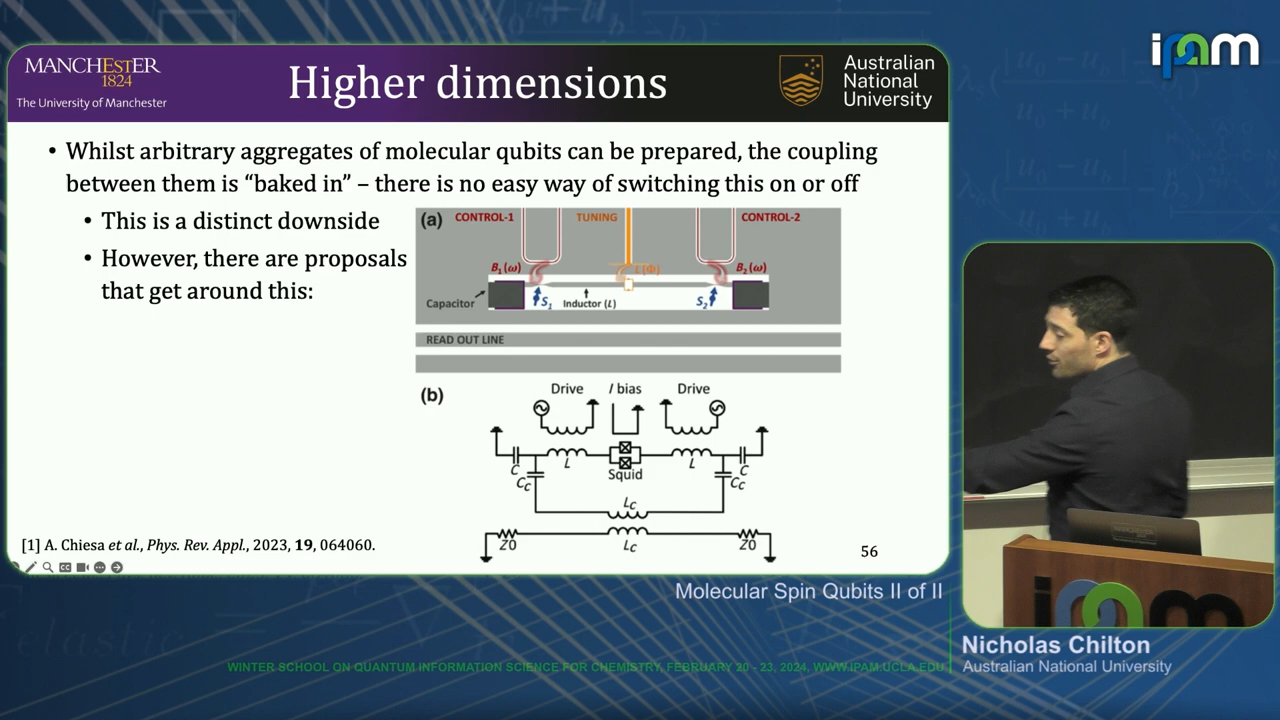 MANCHESTER
1824
The University of Manchester
Higher dimensions
Australian
National
University
ipam
• Whilst arbitrary aggregates of molecular qubits can be prepared, the coupling
between them is “baked in” – there is no easy way of switching this on or off
• This is a distinct downside
• However, there are proposals
that get around this:
(a)
CONTROL-1
TUNING
CONTROL-2
B1(ω)
L(Φ)
B2(ω)
Capacitor
S1
Inductor (L)
S2
READ OUT LINE
(b)
Drive
I bias
Drive
C
L
Squid
L
C
Cc
Cc
Lc
Z0
Lc
Z0
[1] A. Chiesa et al., Phys. Rev. Appl., 2023, 19, 064060.
56
Molecular Spin Qubits II of II
Nicholas Chilton
Australian National University
WINTER SCHOOL ON QUANTUM INFORMATION SCIENCE FOR CHEMISTRY, FEBRUARY 20 - 23, 2024, WWW.IPAM.UCLA.EDU